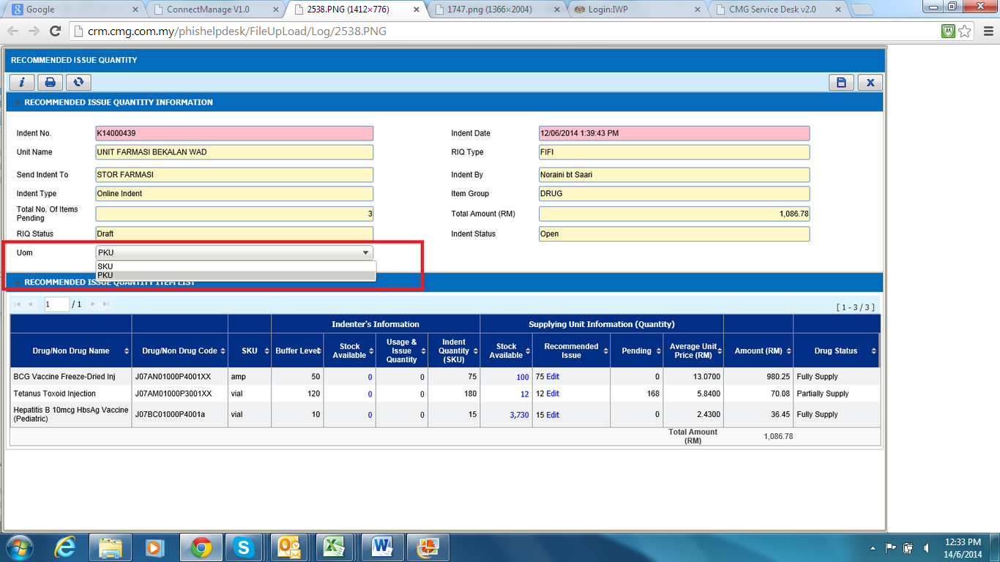 Google
ConnectManage V1.0
2538.PNG (1412×776)
1747.png (1366×2004)
Login:IWP
CMG Service Desk v2.0
crm.cmg.com.my/phishelpdesk/FileUpLoad/Log/2538.PNG
RECOMMENDED ISSUE QUANTITY
RECOMMENDED ISSUE QUANTITY INFORMATION
Indent No. K14000439 Indent Date 12/06/2014 1:39:43 PM
Unit Name UNIT FARMASI BEKALAN WAD RIQ Type FIFI
Send Indent To STOR FARMASI Indent By Noraini bt Saari
Indent Type Online Indent Item Group DRUG
Total No. Of Items
Pending 3 Total Amount (RM) 1,086.78
RIQ Status Draft Indent Status Open
Uom PKU
SKU
PKU
RECOMMENDED ISSUE QUANTITY ITEM LIST
1 / 1 [ 1 - 3 / 3 ]
Indenter's Information Supplying Unit Information (Quantity)
Drug/Non Drug Name Drug/Non Drug Code SKU Buffer Level Stock Available Usage & Issue Quantity Indent Quantity (SKU) Stock Available Recommended Issue Pending Average Unit Price (RM) Amount (RM) Drug Status
BCG Vaccine Freeze-Dried Inj J07AN01000P4001XX amp 50 0 0 75 100 75 Edit 0 13.0700 980.25 Fully Supply
Tetanus Toxoid Injection J07AM01000P3001XX vial 120 0 0 180 12 12 Edit 168 5.8400 70.08 Partially Supply
Hepatitis B 10mcg HbsAg Vaccine (Pediatric) J07BC01000P4001a vial 10 0 0 15 3,730 15 Edit 0 2.4300 36.45 Fully Supply
Total Amount (RM) 1,086.78
12:33 PM
14/6/2014